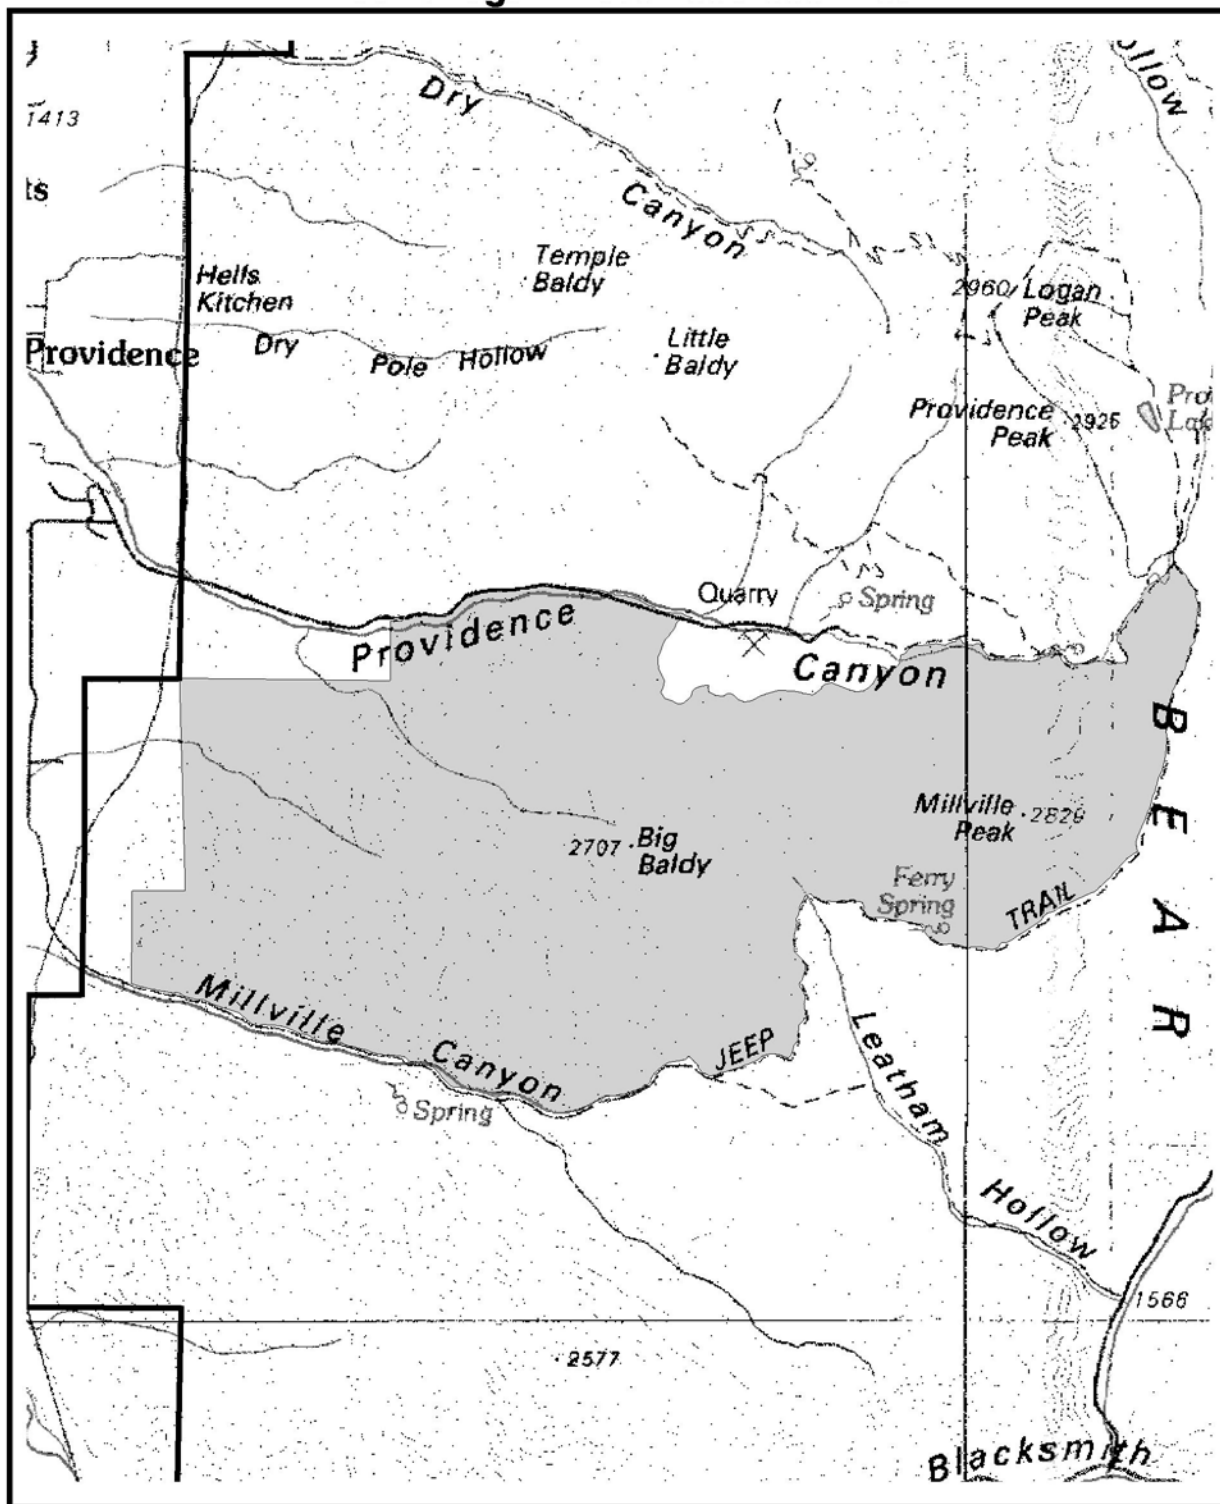 Dry
1413
Canyon
Temple
Baldy
Hells
Kitchen
2960
Logan
Peak
Providence
Dry Pole Hollow
Little
Baldy
Providence
Peak
2925
Quarry
Spring
Providence
Canyon
BEAR
Millville
Peak
2829
2707
Big
Baldy
Ferry
Spring
TRAIL
Millville
Canyon
JEEP
Leatham
Hollow
Spring
1566
2577
Blacksmith